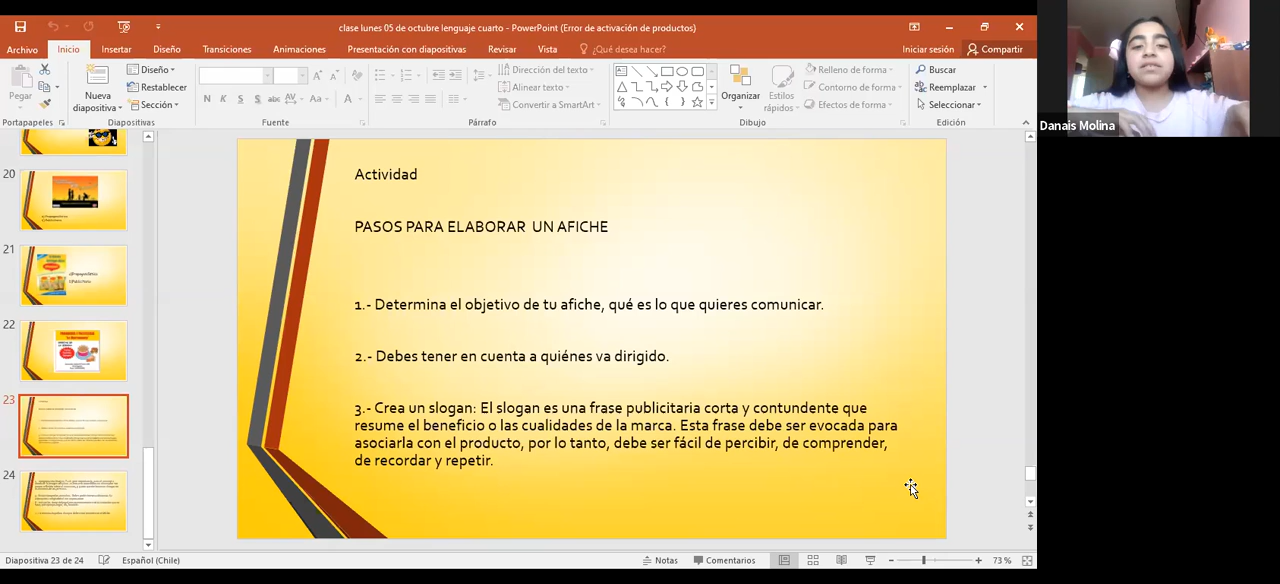 clase lunes 05 de octubre lenguaje cuarto - PowerPoint (Error de activación de productos)
Archivo Inicio Insertar Diseño Transiciones Animaciones Presentación con diapositivas Revisar Vista ¿Qué desea hacer? Iniciar sesión Compartir
Pegar
Nueva diapositiva
Diseño
Restablecer
Sección
N K S S abc AV Aa A
Dirección del texto
Alinear texto
Convertir a SmartArt
Organizar
Estilos rápidos
Relleno de forma
Contorno de forma
Efectos de forma
Buscar
Reemplazar
Seleccionar
Portapapeles Diapositivas Fuente Párrafo Dibujo Edición
Danais Molina
20
21
22
23
24
Actividad
PASOS PARA ELABORAR UN AFICHE
1.- Determina el objetivo de tu afiche, qué es lo que quieres comunicar.
2.- Debes tener en cuenta a quiénes va dirigido.
3.- Crea un slogan: El slogan es una frase publicitaria corta y contundente que
resume el beneficio o las cualidades de la marca. Esta frase debe ser evocada para
asociarla con el producto, por lo tanto, debe ser fácil de percibir, de comprender,
de recordar y repetir.
Diapositiva 23 de 24 Español (Chile) Notas Comentarios 73 %